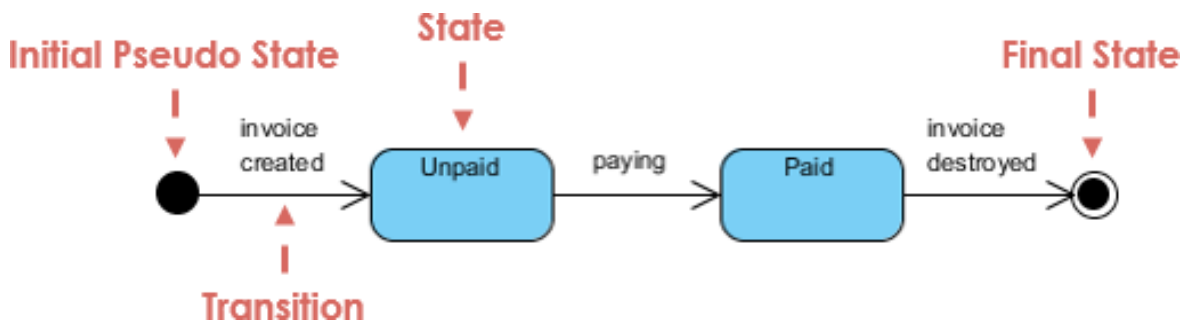 State
Initial Pseudo State
Final State
invoice
created
Unpaid
paying
Paid
invoice
destroyed
Transition